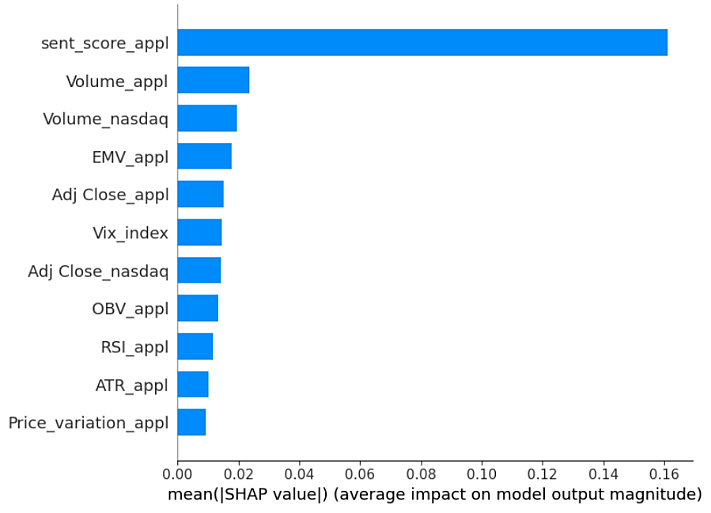 sent_score_appl
Volume_appl
Volume_nasdaq
EMV_appl
Adj Close_appl
Vix_index
Adj Close_nasdaq
OBV_appl
RSI_appl
ATR_appl
Price_variation_appl
0.00 0.02 0.04 0.06 0.08 0.10 0.12 0.14 0.16
mean(|SHAP value|) (average impact on model output magnitude)